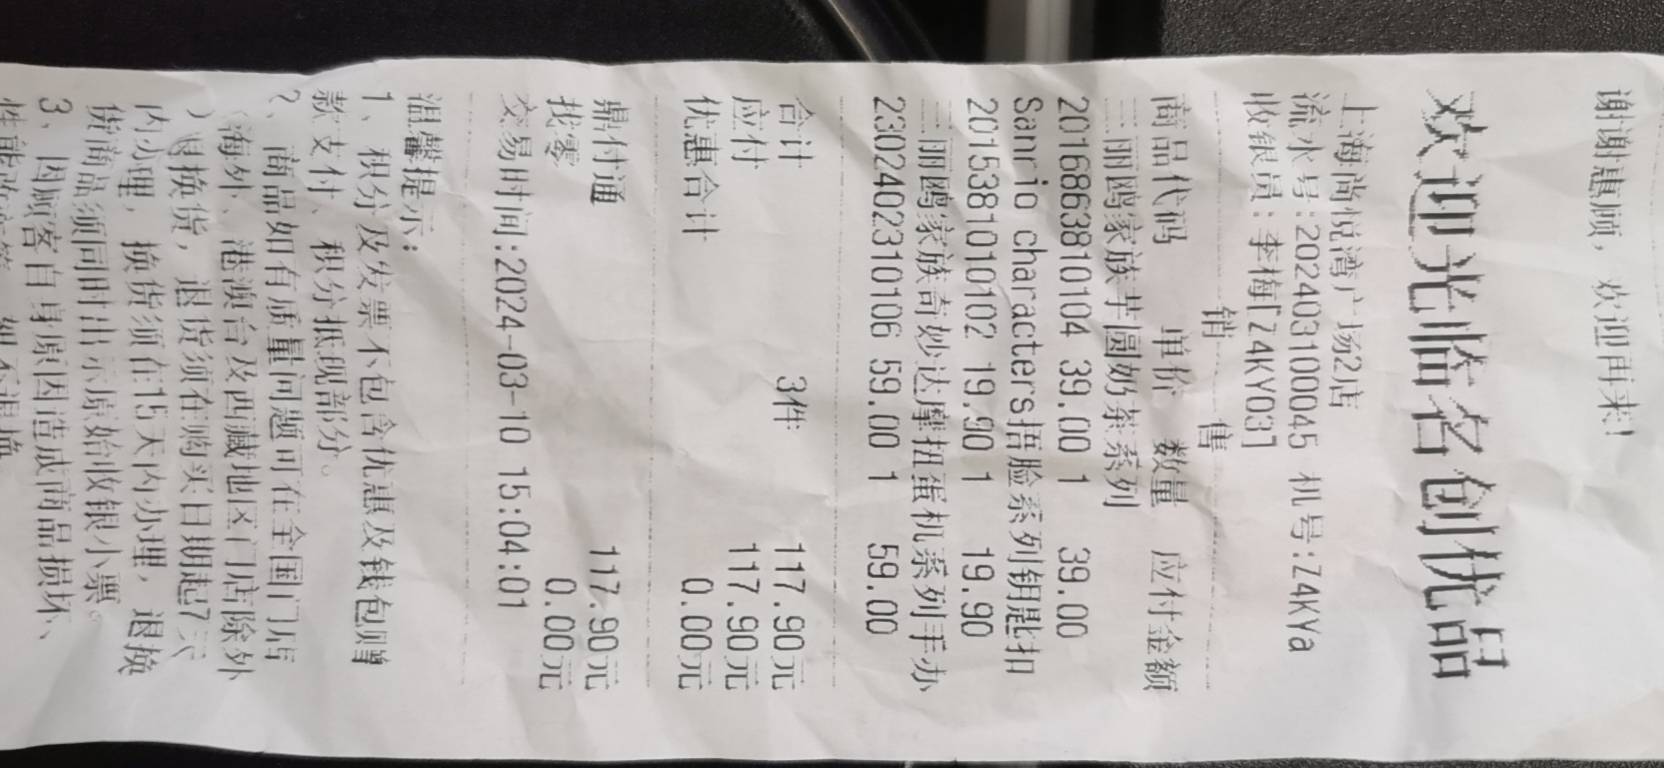 谢谢惠顾，欢迎再来！
欢迎光临名创优品
上海尚悦湾广场2店
流水号:20240310045 机号:Z4KYa
收银员:李梅[Z4KY03]
销 售
商品代码 单价 数量 应付金额
三丽鸥家族芋圆奶茶系列
2016863810104 39.00 1 39.00
Sanrio characters捂脸系列钥匙扣
2015381010102 19.90 1 19.90
三丽鸥家族奇妙达摩扭蛋机系列手办
2302402310106 59.00 1 59.00
合计 3件 117.90元
应付 117.90元
优惠合计 0.00元
鼎付通 117.90元
找零 0.00元
交易时间:2024-03-10 15:04:01
温馨提示:
1、积分及发票不包含优惠及钱包赠
款支付、积分抵现部分。
2、商品如有质量问题可在全国门店
（海外、港澳台及西藏地区门店除外
）退换货，退货须在购买日期起7天
内办理，换货须在15天内办理，退换
货商品须同时出示原始收银小票。
3、因顾客自身原因造成商品损坏、